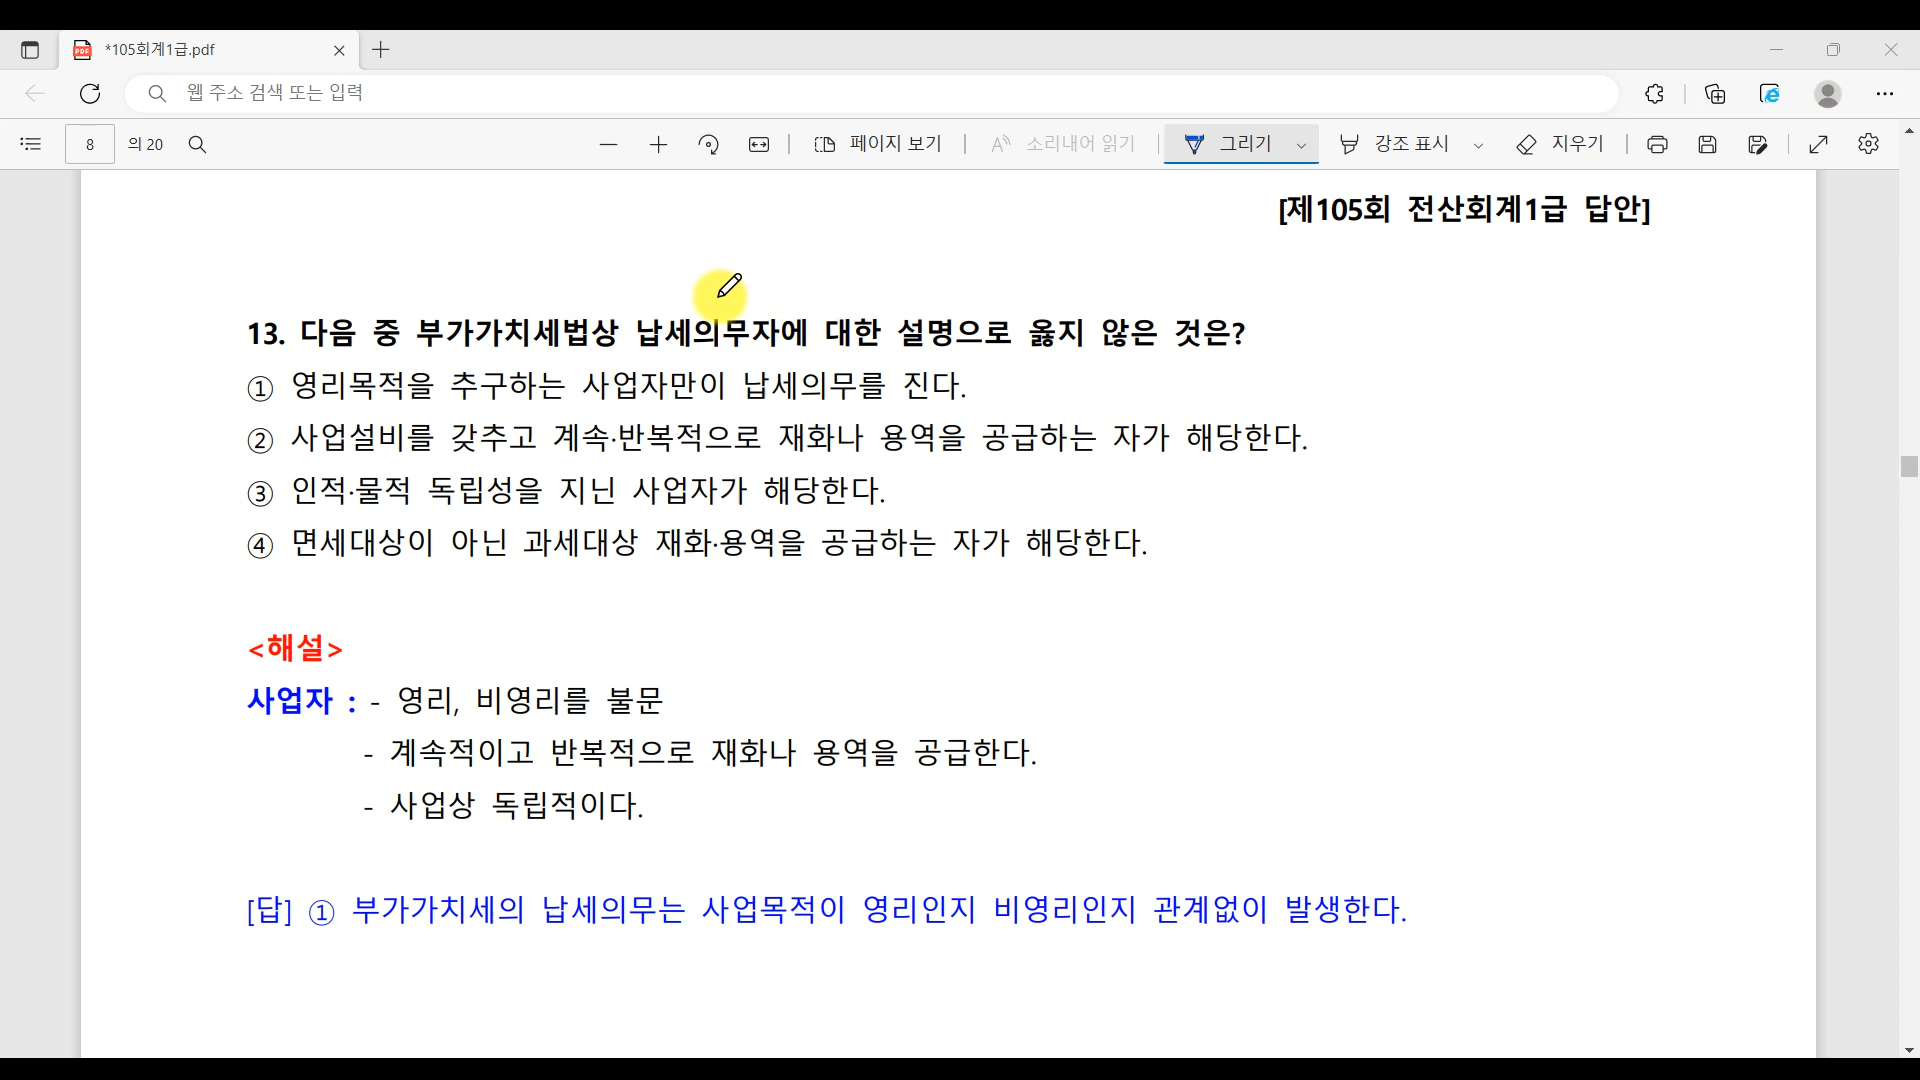 *105회계1급.pdf
웹 주소 검색 또는 입력
8 의 20 페이지 보기 소리내어 읽기 그리기 강조 표시 지우기
[제105회 전산회계1급 답안]
13. 다음 중 부가가치세법상 납세의무자에 대한 설명으로 옳지 않은 것은?
① 영리목적을 추구하는 사업자만이 납세의무를 진다.
② 사업설비를 갖추고 계속·반복적으로 재화나 용역을 공급하는 자가 해당한다.
③ 인적·물적 독립성을 지닌 사업자가 해당한다.
④ 면세대상이 아닌 과세대상 재화·용역을 공급하는 자가 해당한다.
<해설>
사업자 : - 영리, 비영리를 불문
- 계속적이고 반복적으로 재화나 용역을 공급한다.
- 사업상 독립적이다.
[답] ① 부가가치세의 납세의무는 사업목적이 영리인지 비영리인지 관계없이 발생한다.